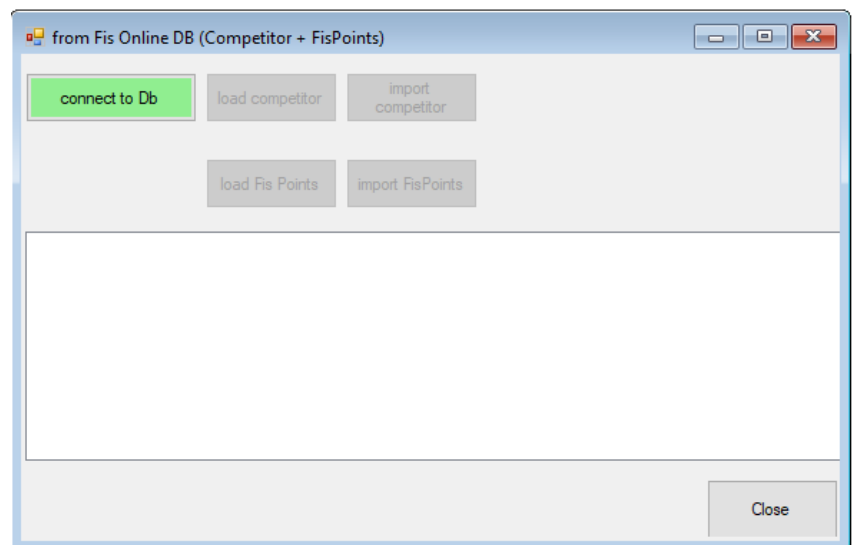 from Fis Online DB (Competitor + FisPoints)
connect to Db
load competitor
import
competitor
load Fis Points
import FisPoints
Close